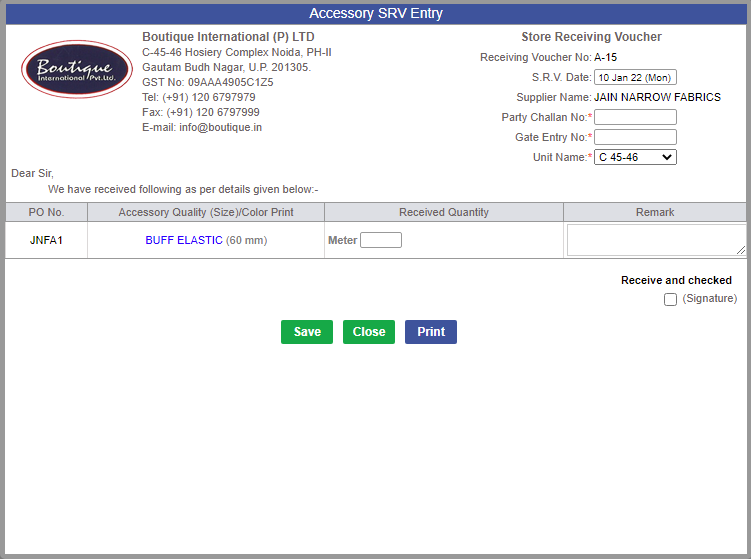 Accessory SRV Entry
Boutique
International Pvt.Ltd.
Boutique International (P) LTD
C-45-46 Hosiery Complex Noida, PH-II
Gautam Budh Nagar, U.P. 201305.
GST No: 09AAA4905C1Z5
Tel: (+91) 120 6797979
Fax: (+91) 120 6797999
E-mail: info@boutique.in
Store Receiving Voucher
Receiving Voucher No: A-15
S.R.V. Date: 10 Jan 22 (Mon)
Supplier Name: JAIN NARROW FABRICS
Party Challan No:*
Gate Entry No:*
Unit Name:* C 45-46
Dear Sir,
We have received following as per details given below:-
PO No. Accessory Quality (Size)/Color Print Received Quantity Remark
JNFA1 BUFF ELASTIC (60 mm) Meter
Receive and checked
(Signature)
Save Close Print